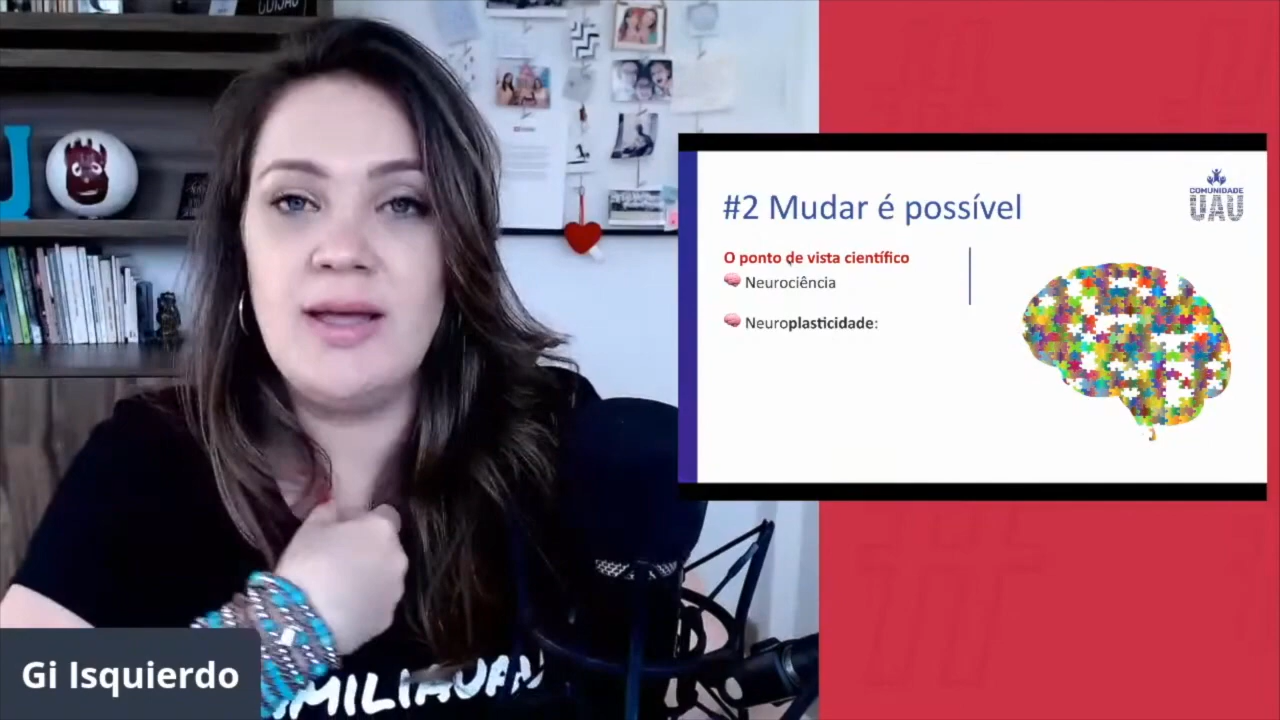 #2 Mudar é possível
COMUNIDADE
UAU
O ponto de vista científico
Neurociência
Neuroplasticidade:
Gi Isquierdo